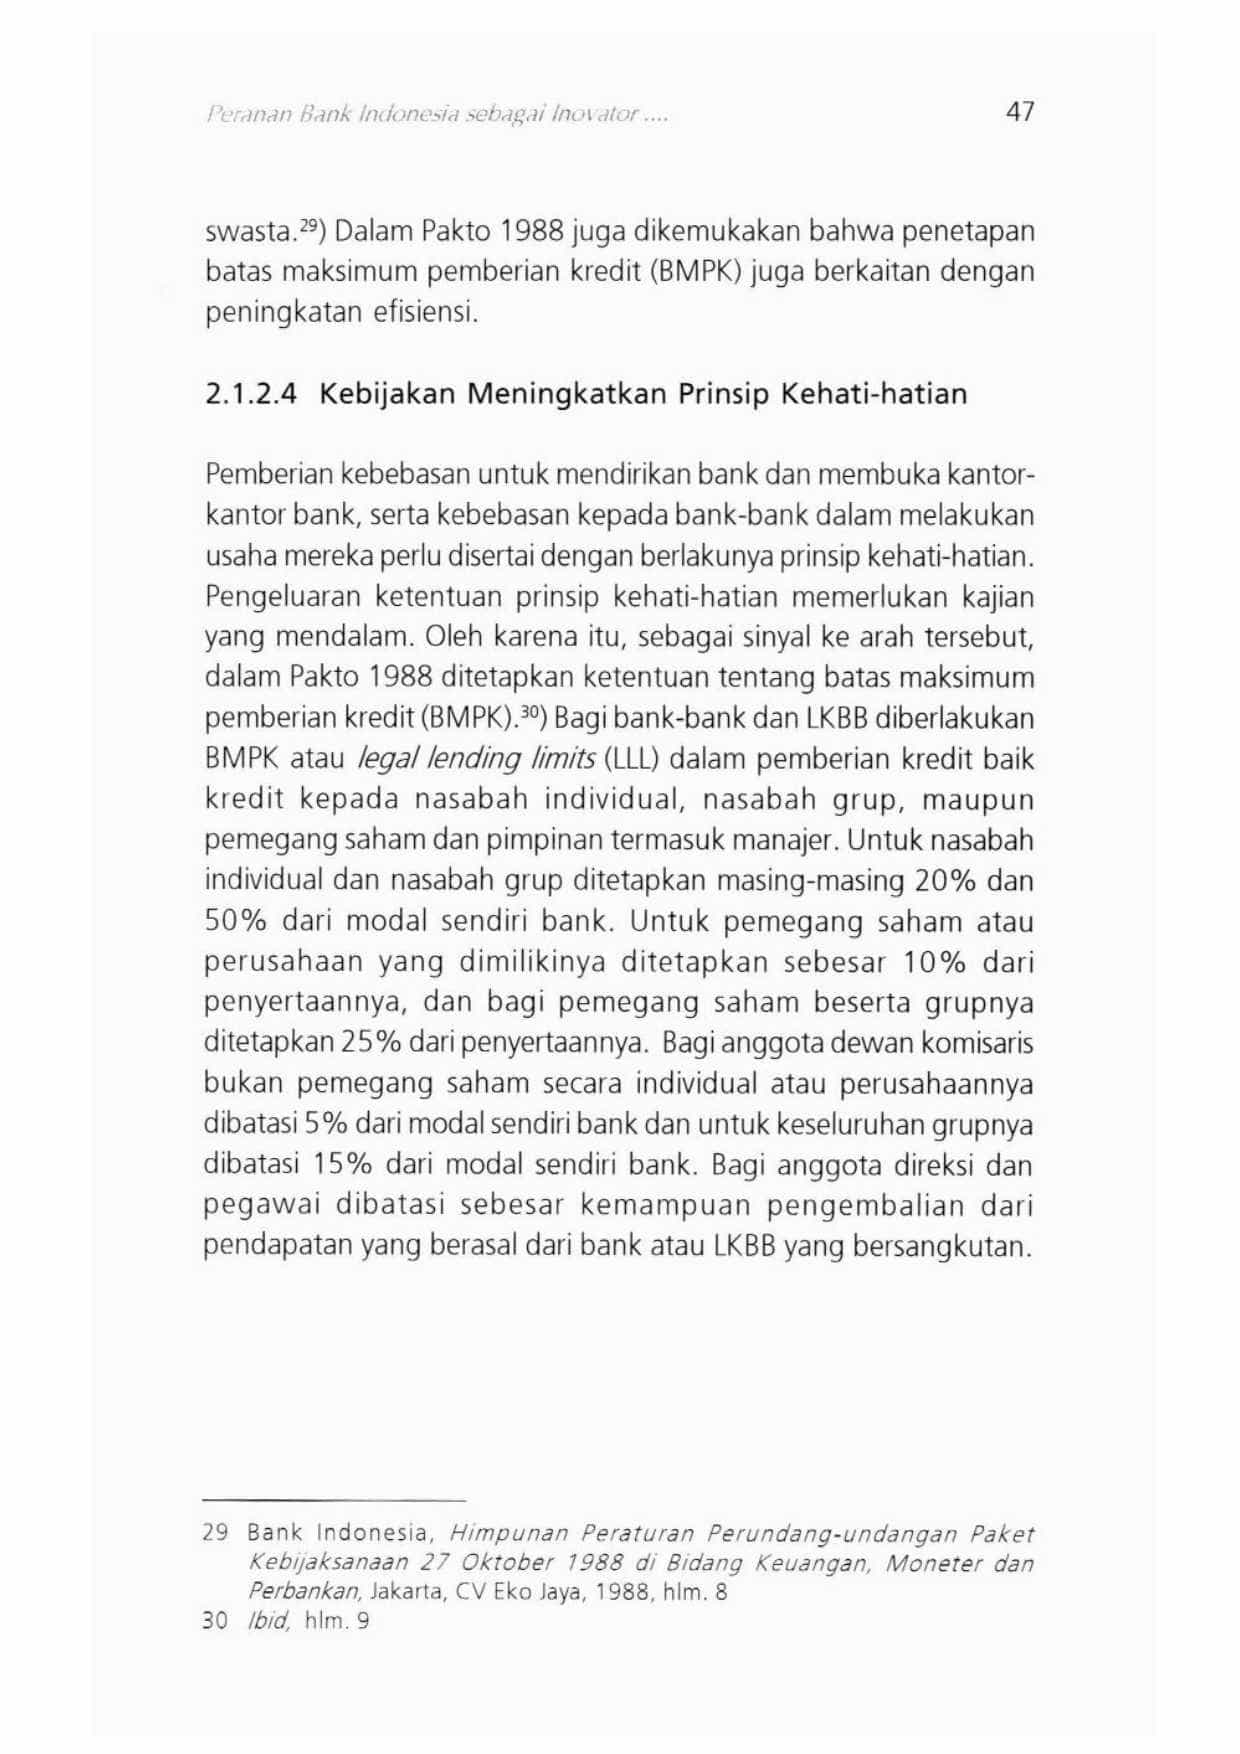 Peranan Bank Indonesia sebagai Inovator ....
47
swasta.²⁹) Dalam Pakto 1988 juga dikemukakan bahwa penetapan
batas maksimum pemberian kredit (BMPK) juga berkaitan dengan
peningkatan efisiensi.
2.1.2.4 Kebijakan Meningkatkan Prinsip Kehati-hatian
Pemberian kebebasan untuk mendirikan bank dan membuka kantor-
kantor bank, serta kebebasan kepada bank-bank dalam melakukan
usaha mereka perlu disertai dengan berlakunya prinsip kehati-hatian.
Pengeluaran ketentuan prinsip kehati-hatian memerlukan kajian
yang mendalam. Oleh karena itu, sebagai sinyal ke arah tersebut,
dalam Pakto 1988 ditetapkan ketentuan tentang batas maksimum
pemberian kredit (BMPK).³⁰) Bagi bank-bank dan LKBB diberlakukan
BMPK atau legal lending limits (LLL) dalam pemberian kredit baik
kredit kepada nasabah individual, nasabah grup, maupun
pemegang saham dan pimpinan termasuk manajer. Untuk nasabah
individual dan nasabah grup ditetapkan masing-masing 20% dan
50% dari modal sendiri bank. Untuk pemegang saham atau
perusahaan yang dimilikinya ditetapkan sebesar 10% dari
penyertaannya, dan bagi pemegang saham beserta grupnya
ditetapkan 25% dari penyertaannya. Bagi anggota dewan komisaris
bukan pemegang saham secara individual atau perusahaannya
dibatasi 5% dari modal sendiri bank dan untuk keseluruhan grupnya
dibatasi 15% dari modal sendiri bank. Bagi anggota direksi dan
pegawai dibatasi sebesar kemampuan pengembalian dari
pendapatan yang berasal dari bank atau LKBB yang bersangkutan.
29 Bank Indonesia, Himpunan Peraturan Perundang-undangan Paket
Kebijaksanaan 27 Oktober 1988 di Bidang Keuangan, Moneter dan
Perbankan, Jakarta, CV Eko Jaya, 1988, hlm. 8
30 Ibid, hlm. 9